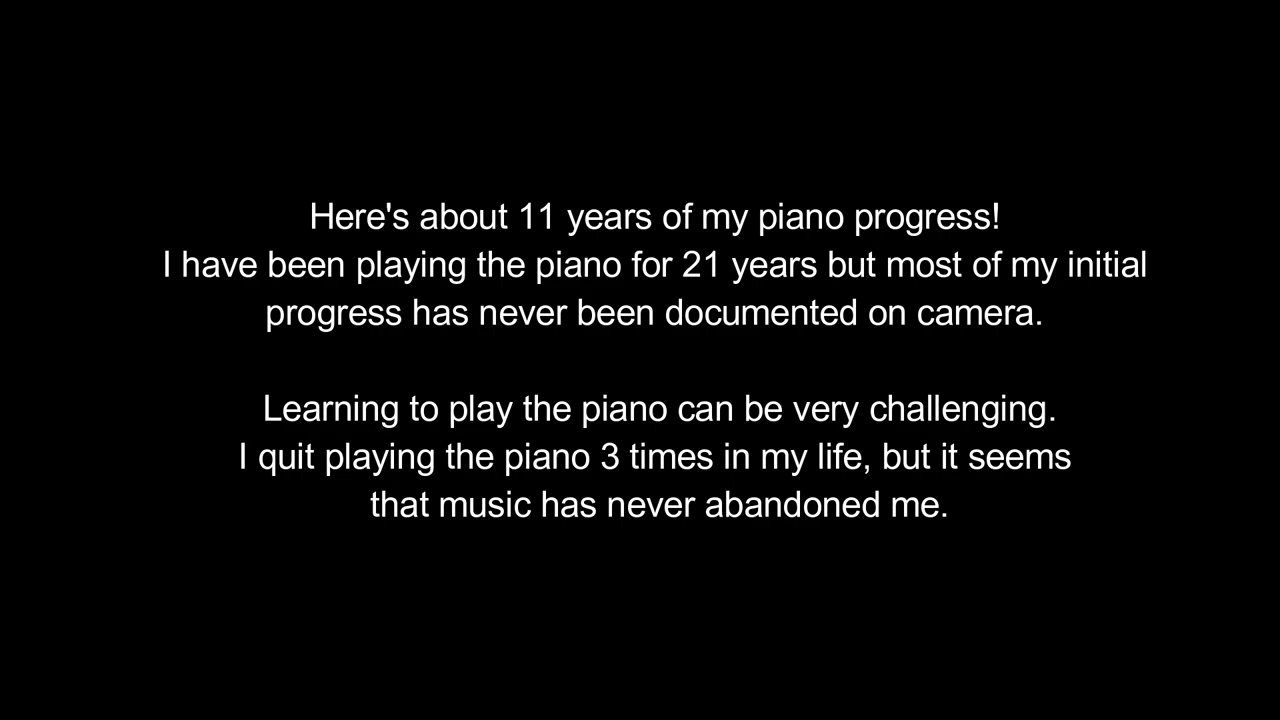 Here's about 11 years of my piano progress!
I have been playing the piano for 21 years but most of my initial
progress has never been documented on camera.
Learning to play the piano can be very challenging.
I quit playing the piano 3 times in my life, but it seems
that music has never abandoned me.